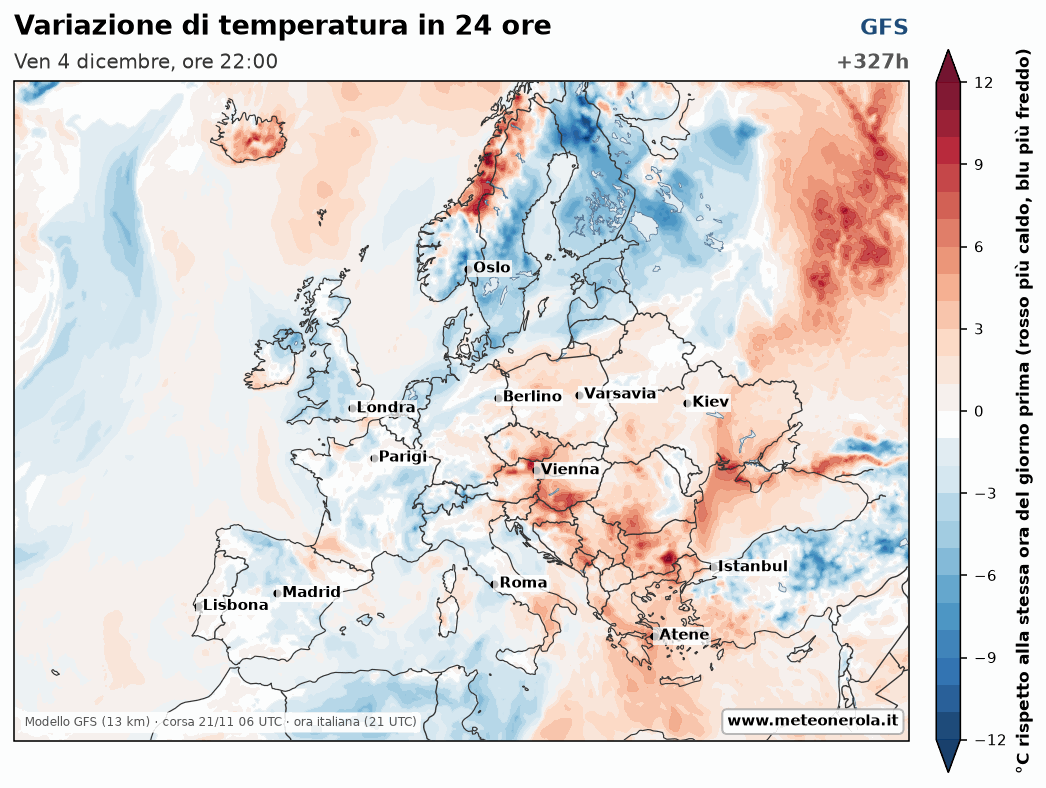 Variazione di temperatura in 24 ore
GFS
Ven 4 dicembre, ore 22:00
+327h
Oslo
Londra
Berlino
Varsavia
Kiev
Parigi
Vienna
Istanbul
Roma
Madrid
Lisbona
Atene
Modello GFS (13 km) · corsa 21/11 06 UTC · ora italiana (21 UTC)
www.meteonerola.it
12
9
6
3
0
−3
−6
−9
−12
°C rispetto alla stessa ora del giorno prima (rosso più caldo, blu più freddo)